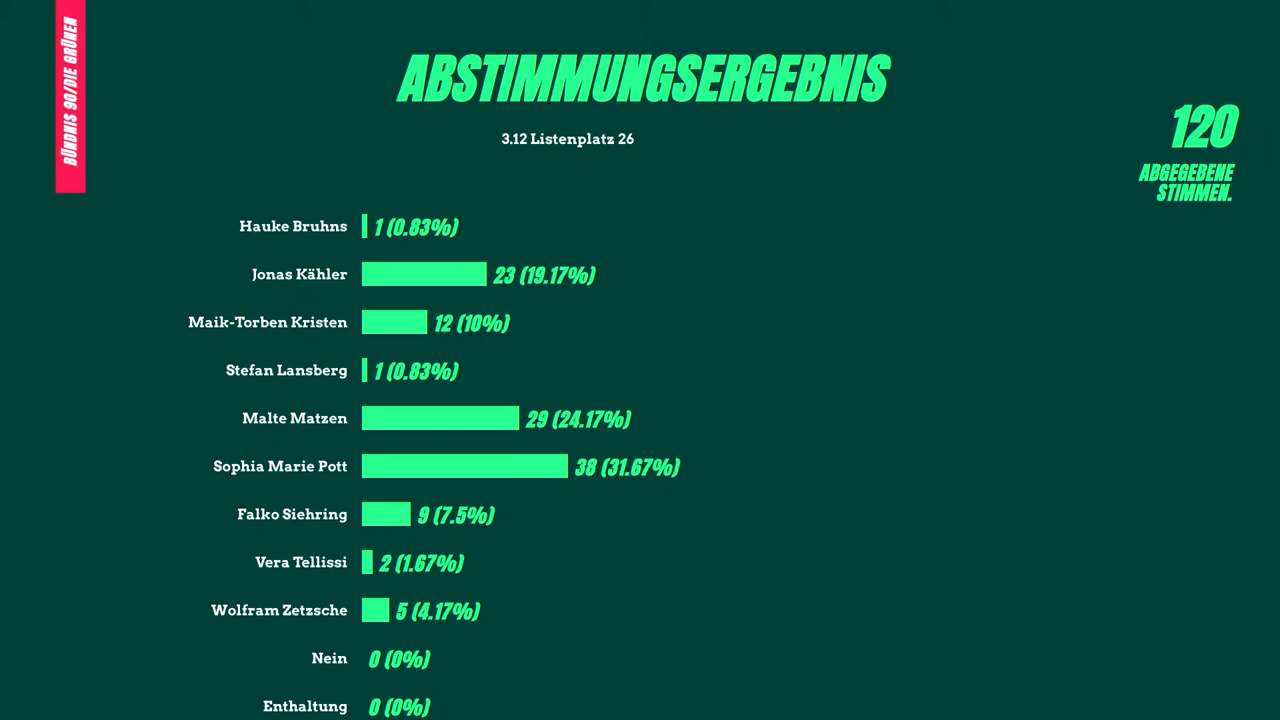 BÜNDNIS 90/DIE GRÜNEN
ABSTIMMUNGSERGEBNIS
3.12 Listenplatz 26
120
ABGEGEBENE
STIMMEN.
Hauke Bruhns 1 (0.83%)
Jonas Kähler 23 (19.17%)
Maik-Torben Kristen 12 (10%)
Stefan Lansberg 1 (0.83%)
Malte Matzen 29 (24.17%)
Sophia Marie Pott 38 (31.67%)
Falko Siehring 9 (7.5%)
Vera Tellissi 2 (1.67%)
Wolfram Zetzsche 5 (4.17%)
Nein 0 (0%)
Enthaltung 0 (0%)